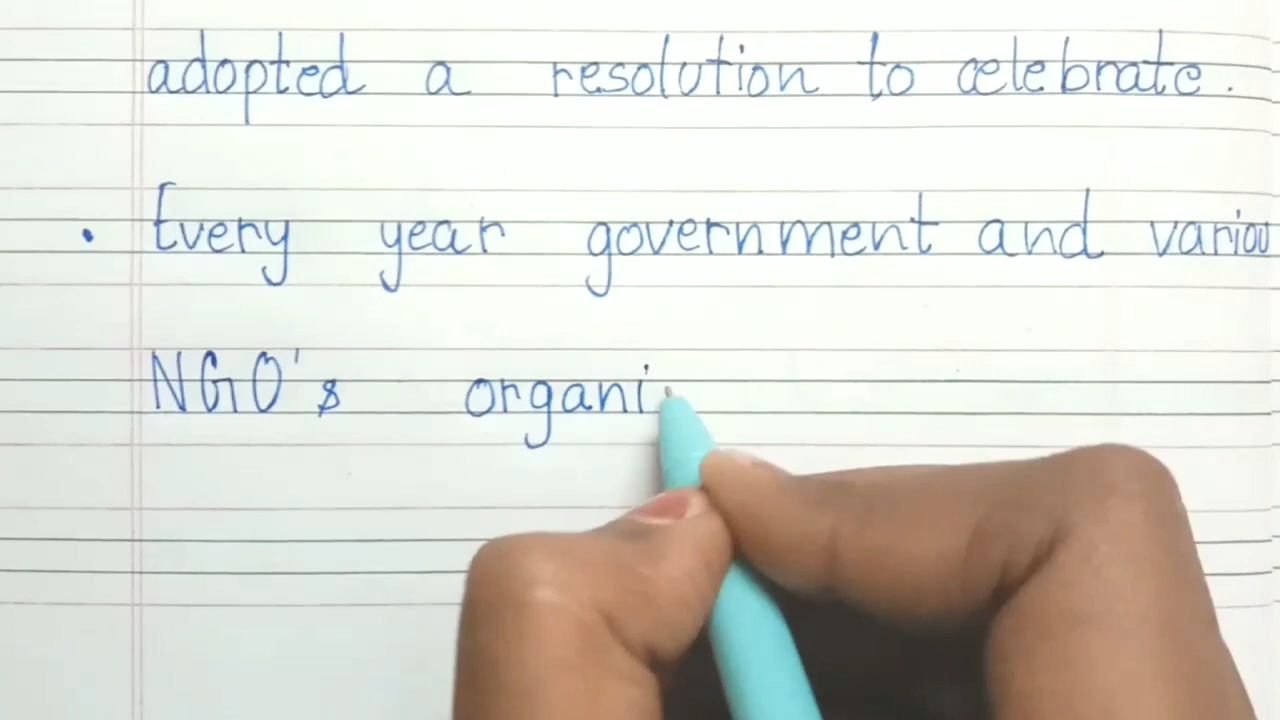 adopted a resolution to celebrate.
• Every year government and variou
NGO's organi